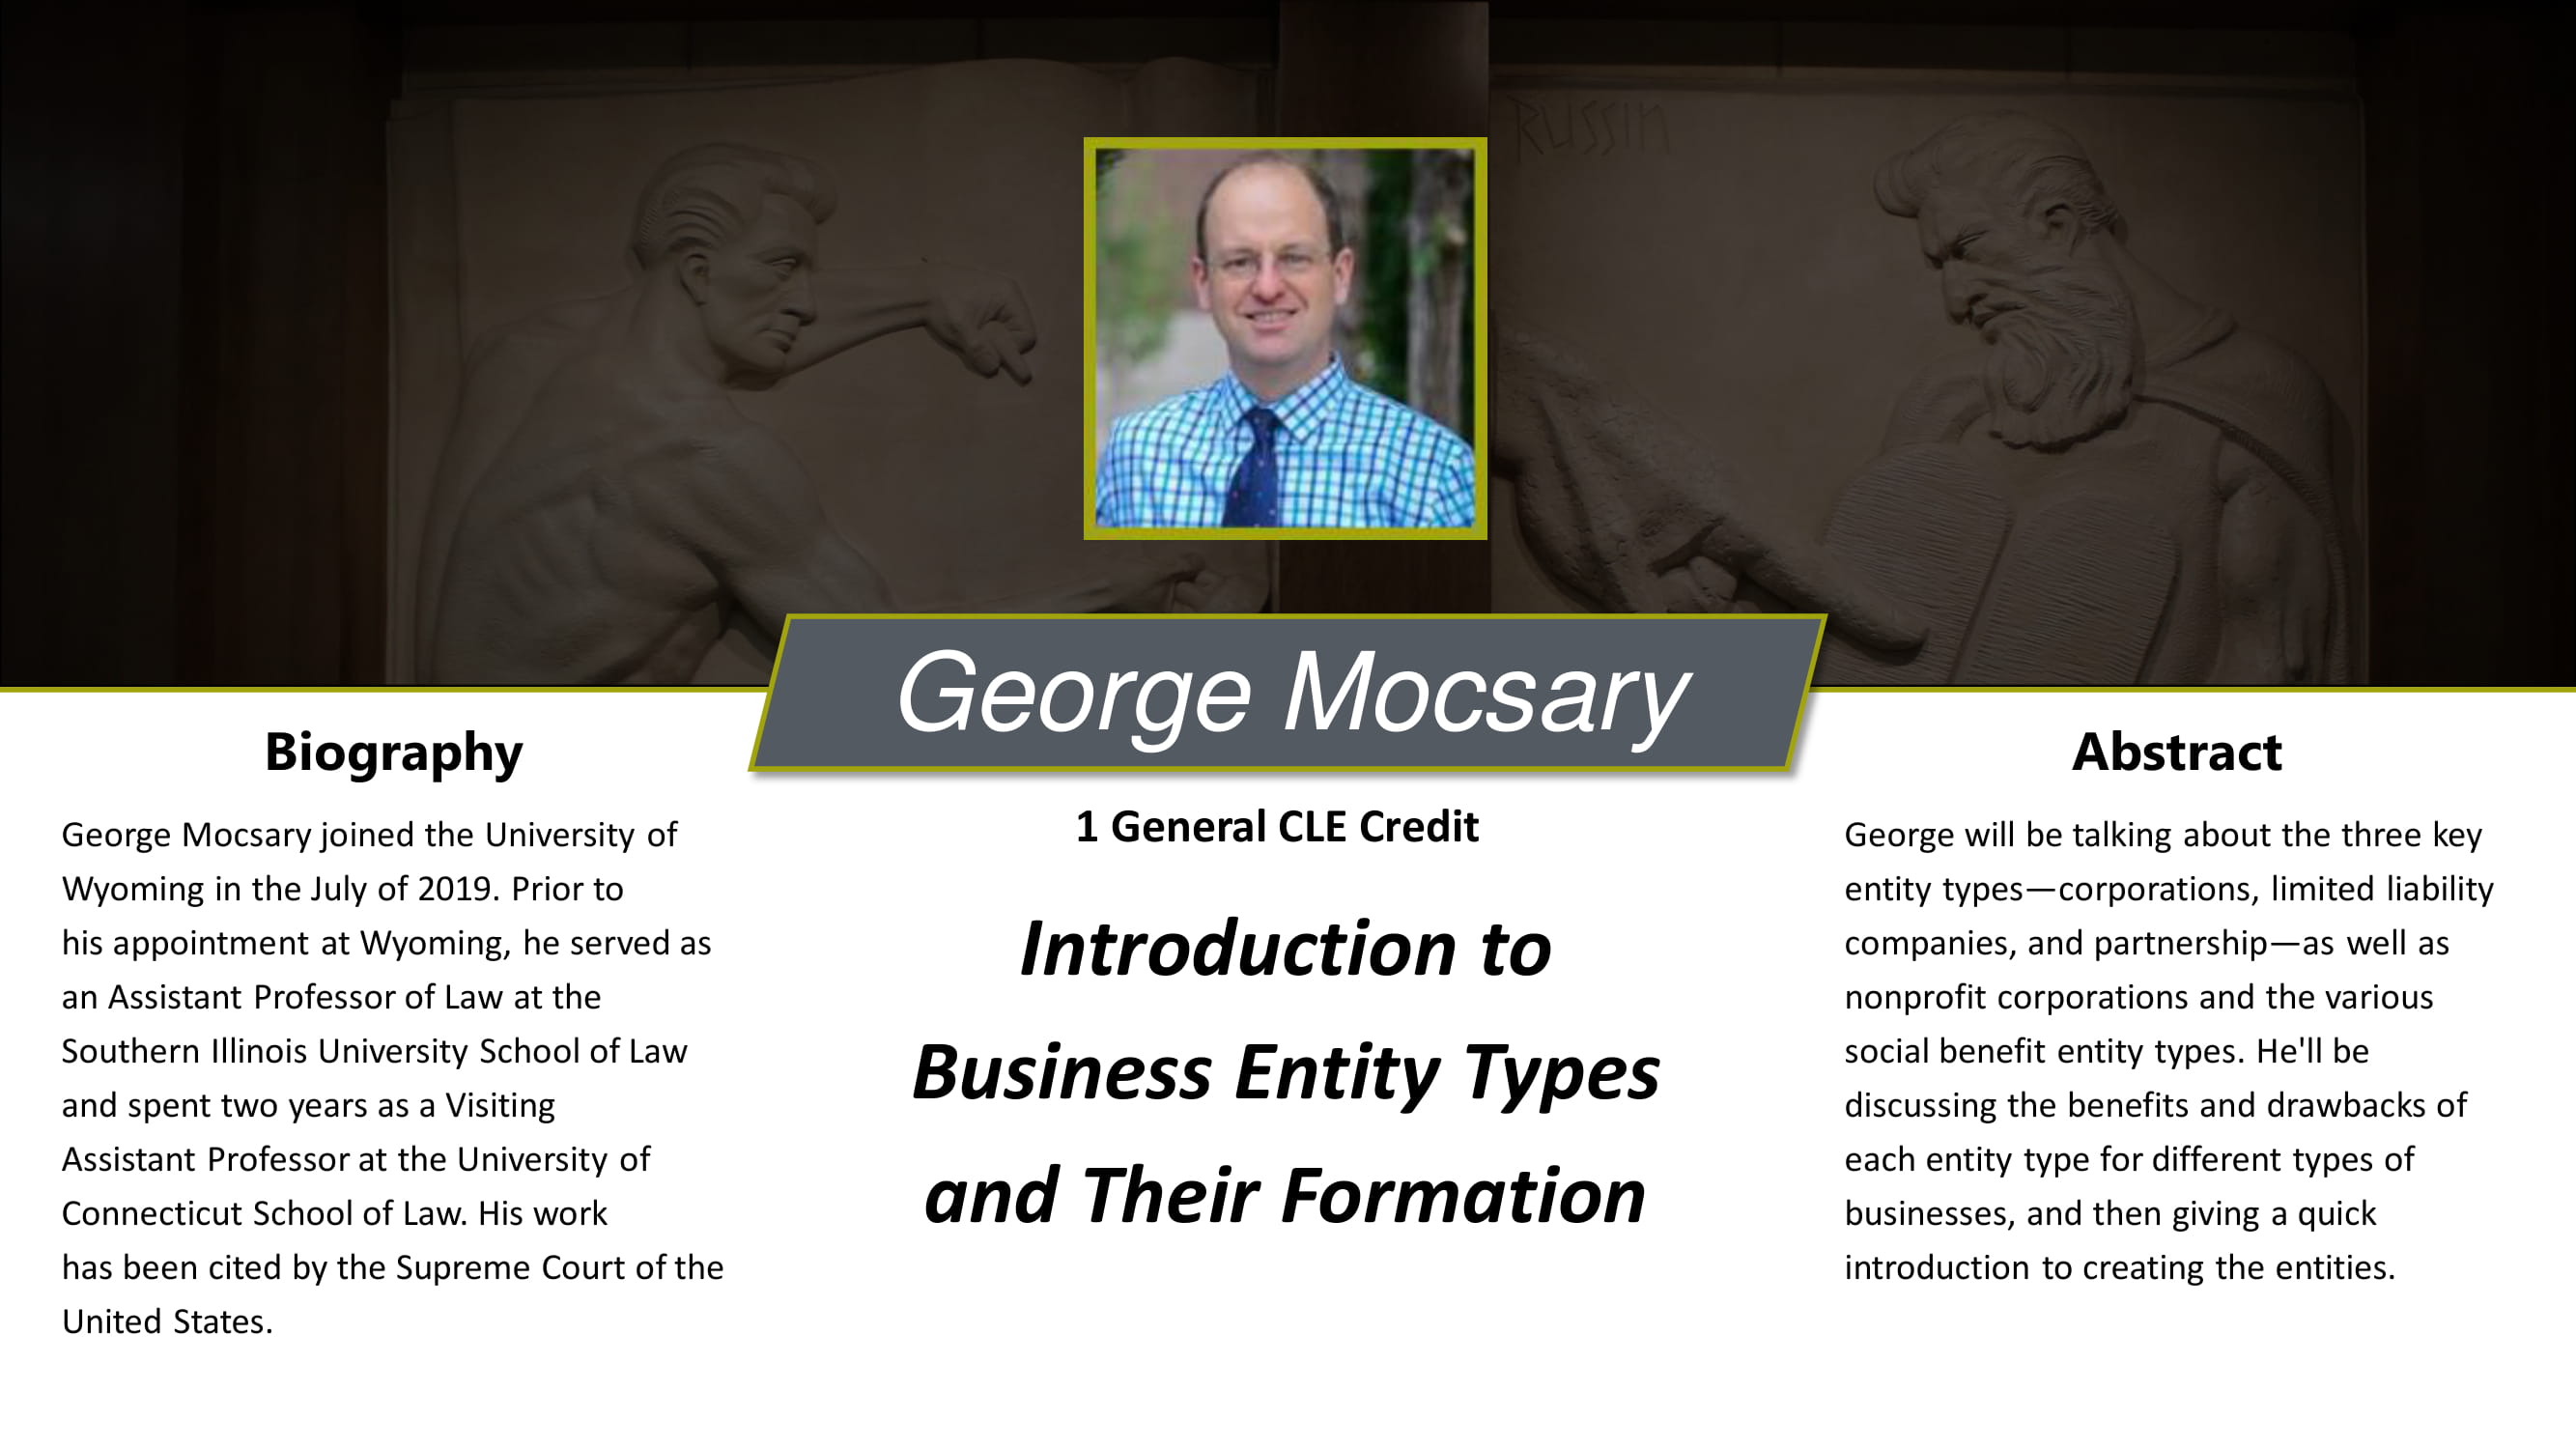 RUSSIN
George Mocsary
Biography
George Mocsary joined the University of
Wyoming in the July of 2019. Prior to
his appointment at Wyoming, he served as
an Assistant Professor of Law at the
Southern Illinois University School of Law
and spent two years as a Visiting
Assistant Professor at the University of
Connecticut School of Law. His work
has been cited by the Supreme Court of the
United States.
1 General CLE Credit
Introduction to
Business Entity Types
and Their Formation
Abstract
George will be talking about the three key
entity types—corporations, limited liability
companies, and partnership—as well as
nonprofit corporations and the various
social benefit entity types. He'll be
discussing the benefits and drawbacks of
each entity type for different types of
businesses, and then giving a quick
introduction to creating the entities.